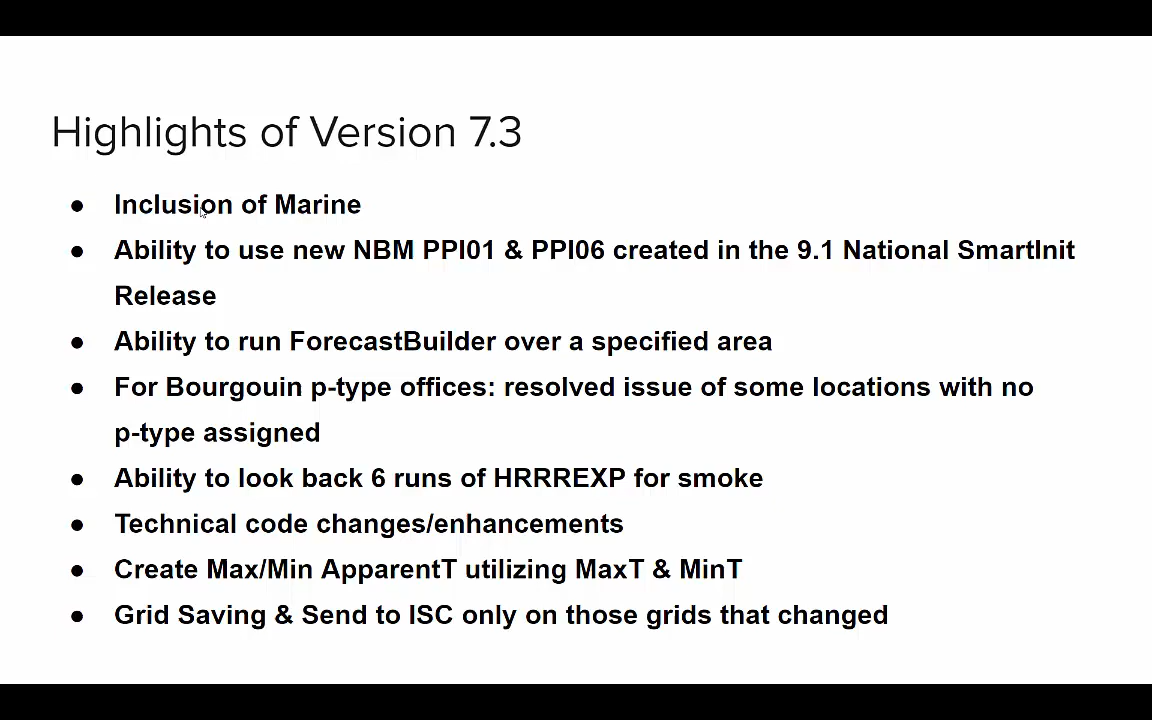 Highlights of Version 7.3
● Inclusion of Marine
● Ability to use new NBM PPI01 & PPI06 created in the 9.1 National SmartInit
Release
● Ability to run ForecastBuilder over a specified area
● For Bourgouin p-type offices: resolved issue of some locations with no
p-type assigned
● Ability to look back 6 runs of HRRREXP for smoke
● Technical code changes/enhancements
● Create Max/Min ApparentT utilizing MaxT & MinT
● Grid Saving & Send to ISC only on those grids that changed